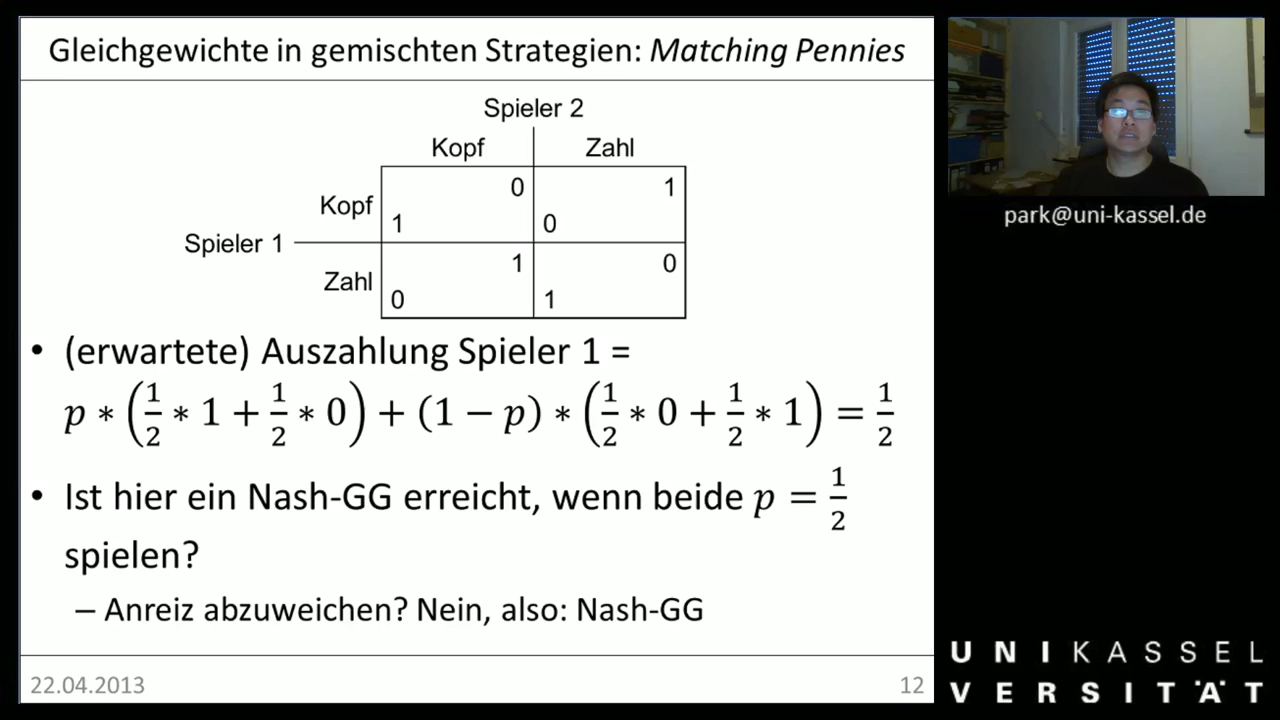 Gleichgewichte in gemischten Strategien: Matching Pennies
Spieler 2
Kopf Zahl
Kopf 0 1
1 0
Spieler 1
Zahl 1 0
0 1
• (erwartete) Auszahlung Spieler 1 =
p ∗ (1/2 ∗ 1 + 1/2 ∗ 0) + (1 − p) ∗ (1/2 ∗ 0 + 1/2 ∗ 1) = 1/2
• Ist hier ein Nash-GG erreicht, wenn beide p = 1/2
spielen?
– Anreiz abzuweichen? Nein, also: Nash-GG
22.04.2013 12
park@uni-kassel.de
UNIKASSEL
VERSITÄT